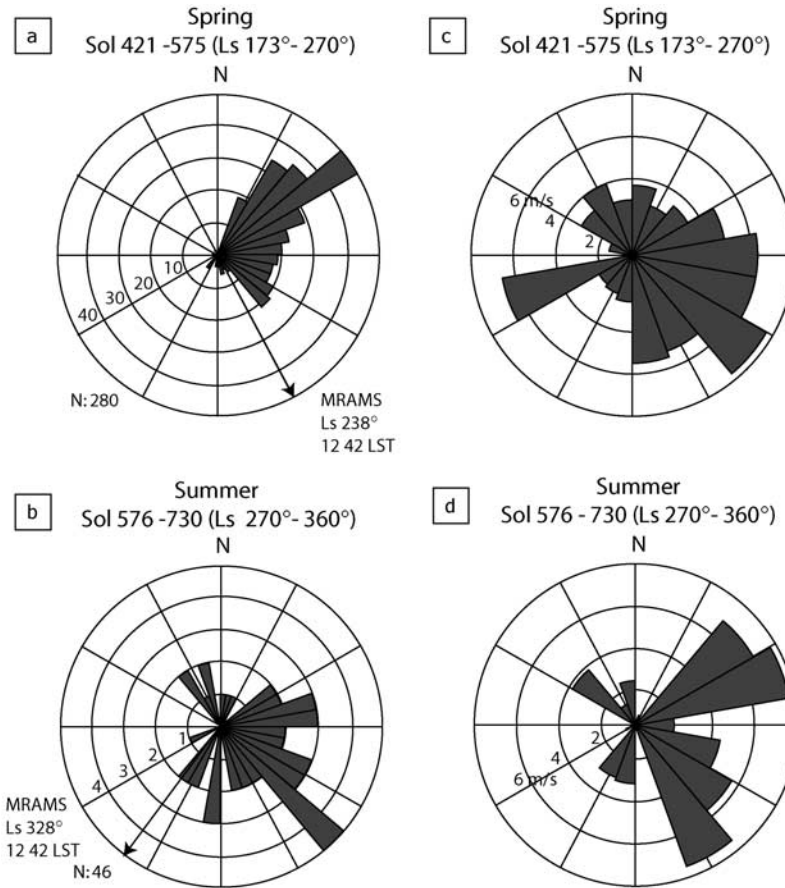 a
Spring
Sol 421 -575 (Ls 173°- 270°)
N
10
20
30
40
N: 280
MRAMS
Ls 238°
12 42 LST
c
Spring
Sol 421 -575 (Ls 173°- 270°)
N
6 m/s
4
2
b
Summer
Sol 576 -730 (Ls 270°- 360°)
N
1
2
3
4
MRAMS
Ls 328°
12 42 LST
N: 46
d
Summer
Sol 576 -730 (Ls 270°- 360°)
N
2
4
6 m/s